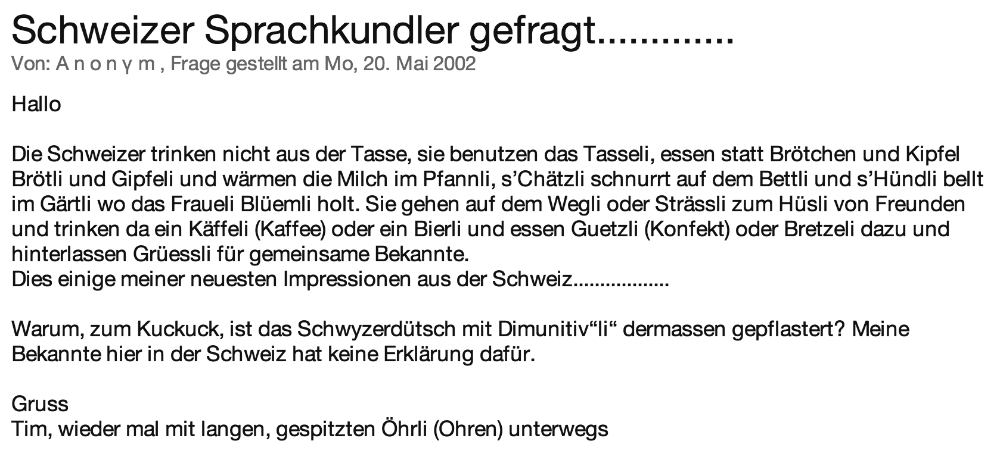 Schweizer Sprachkundler gefragt.............
Von: A n o n γ m , Frage gestellt am Mo, 20. Mai 2002
Hallo
Die Schweizer trinken nicht aus der Tasse, sie benutzen das Tasseli, essen statt Brötchen und Kipfel
Brötli und Gipfeli und wärmen die Milch im Pfannli, s’Chätzli schnurrt auf dem Bettli und s’Hündli bellt
im Gärtli wo das Fraueli Blüemli holt. Sie gehen auf dem Wegli oder Strässli zum Hüsli von Freunden
und trinken da ein Käffeli (Kaffee) oder ein Bierli und essen Guetzli (Konfekt) oder Bretzeli dazu und
hinterlassen Grüessli für gemeinsame Bekannte.
Dies einige meiner neuesten Impressionen aus der Schweiz..................
Warum, zum Kuckuck, ist das Schwyzerdütsch mit Dimunitiv“li“ dermassen gepflastert? Meine
Bekannte hier in der Schweiz hat keine Erklärung dafür.
Gruss
Tim, wieder mal mit langen, gespitzten Öhrli (Ohren) unterwegs